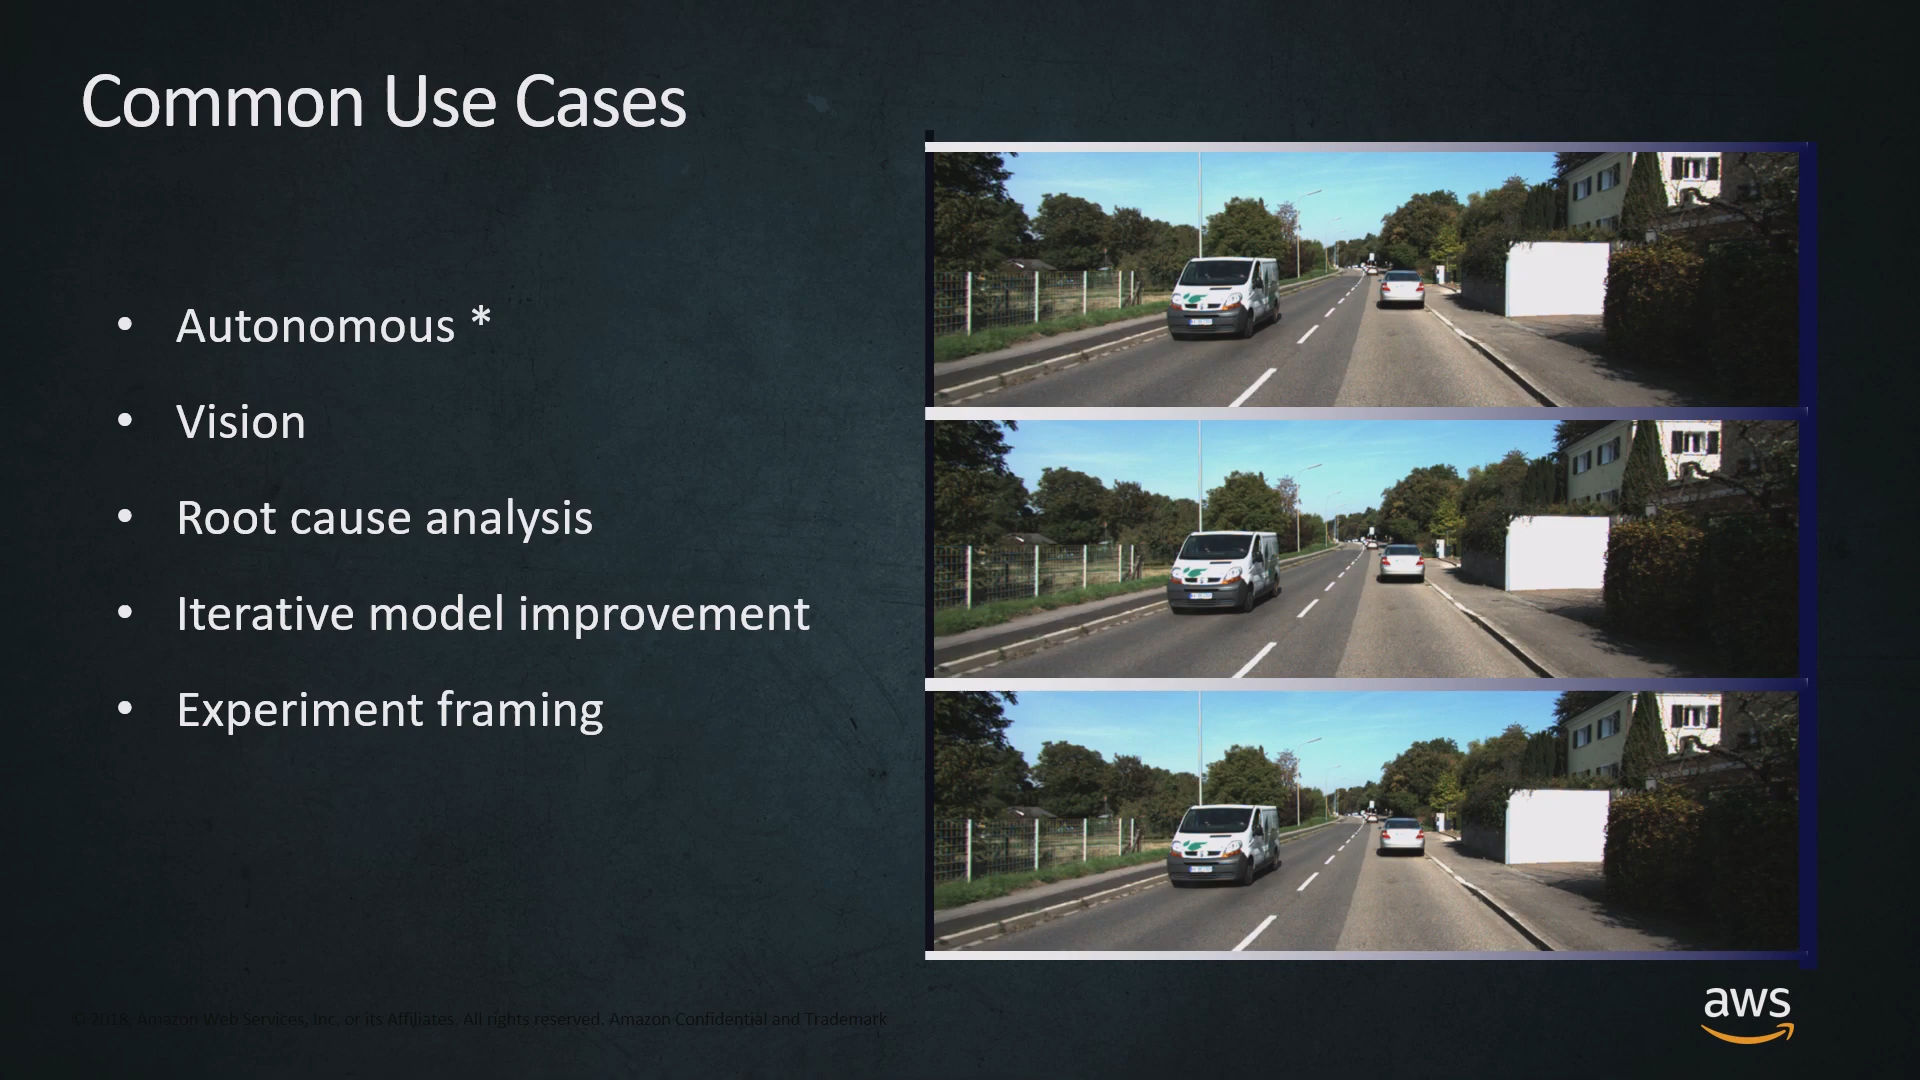 Common Use Cases
• Autonomous *
• Vision
• Root cause analysis
• Iterative model improvement
• Experiment framing
© 2018, Amazon Web Services, Inc. or its Affiliates. All rights reserved. Amazon Confidential and Trademark
aws